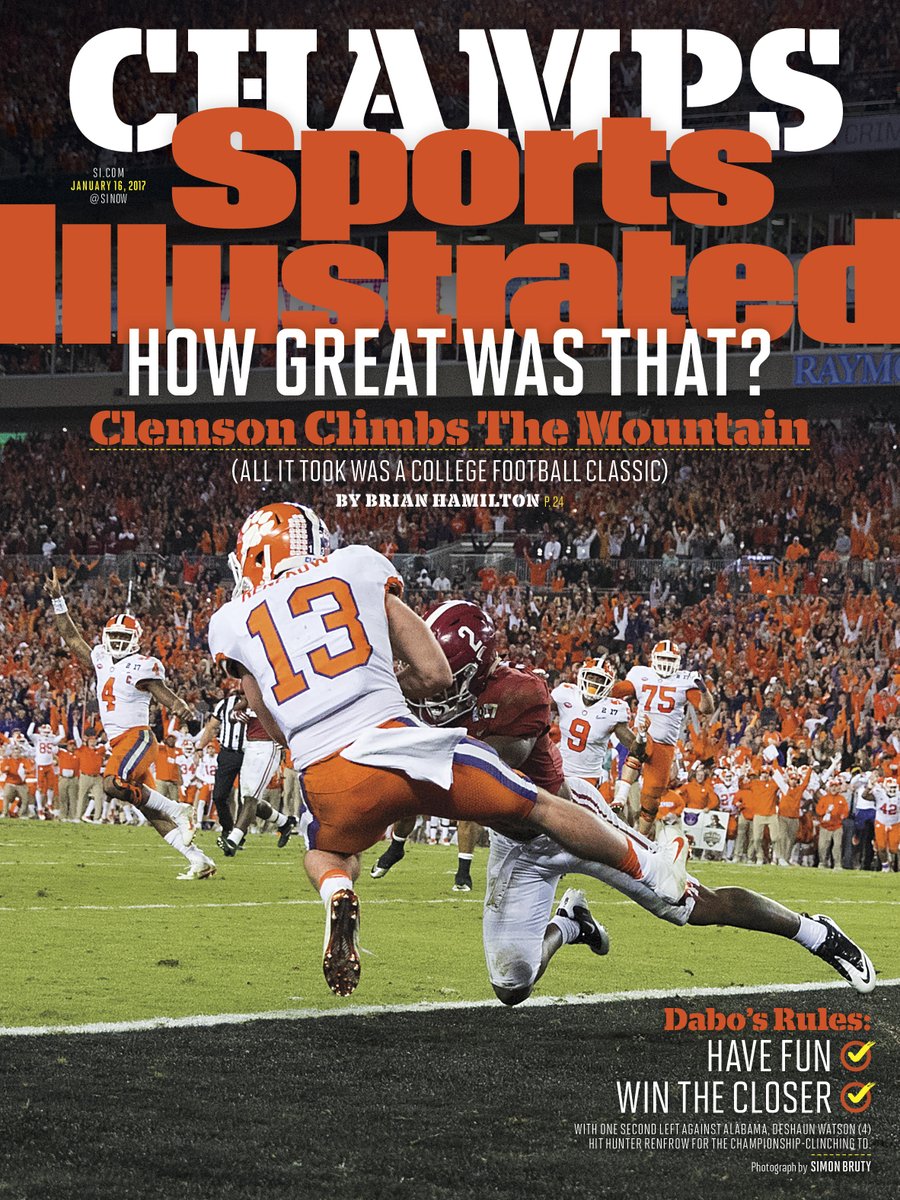 CHAMPS
Sports
Illustrated
SI.COM
JANUARY 16, 2017
@SINOW
HOW GREAT WAS THAT?
Clemson Climbs The Mountain
(ALL IT TOOK WAS A COLLEGE FOOTBALL CLASSIC)
BY BRIAN HAMILTON P. 24
RAYMO
RENFROW
13
2
4
9
75
Dabo's Rules:
HAVE FUN
WIN THE CLOSER
WITH ONE SECOND LEFT AGAINST ALABAMA, DESHAUN WATSON (4)
HIT HUNTER RENFROW FOR THE CHAMPIONSHIP-CLINCHING TD.
Photograph by SIMON BRUTY